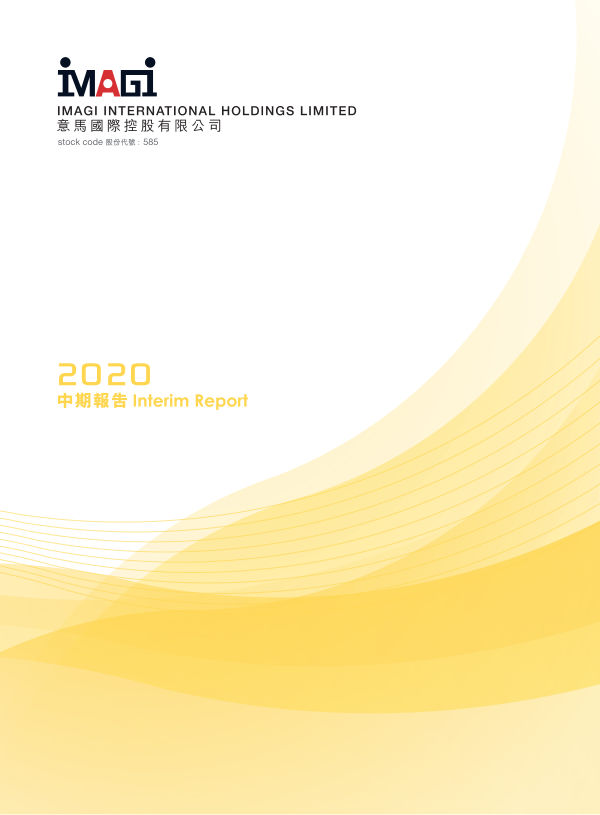 iMAGi
IMAGI INTERNATIONAL HOLDINGS LIMITED
意馬國際控股有限公司
stock code 股份代號 : 585
2020
中期報告 Interim Report